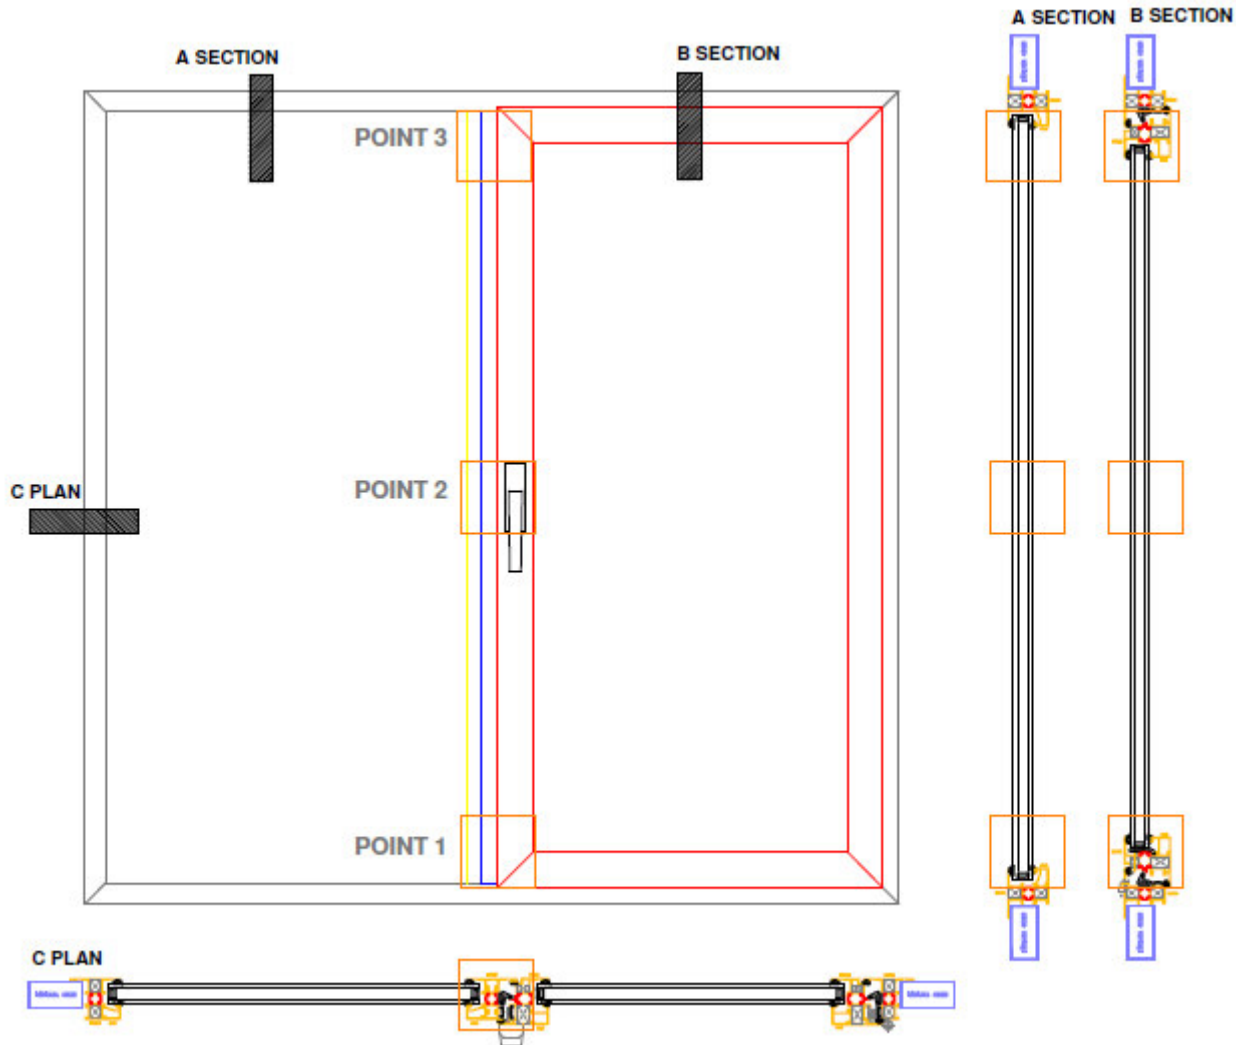 A SECTION B SECTION
A SECTION
B SECTION
POINT 3
C PLAN
POINT 2
POINT 1
C PLAN